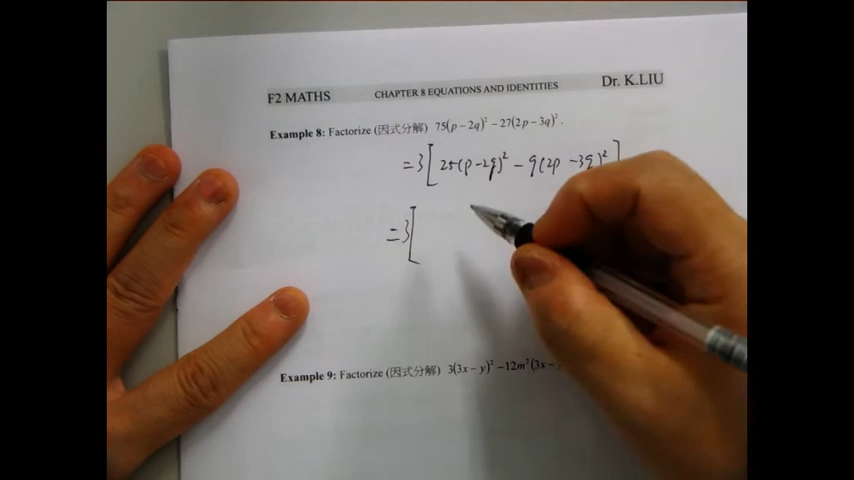 F2 MATHS CHAPTER 8 EQUATIONS AND IDENTITIES Dr. K.LIU
Example 8: Factorize (因式分解) 75(p−2q)²−27(2p−3q)².
=3[25(p-2q)²-9(2p-3q)²]
=3[
Example 9: Factorize (因式分解) 3(3x−y)²−12m²(3x−